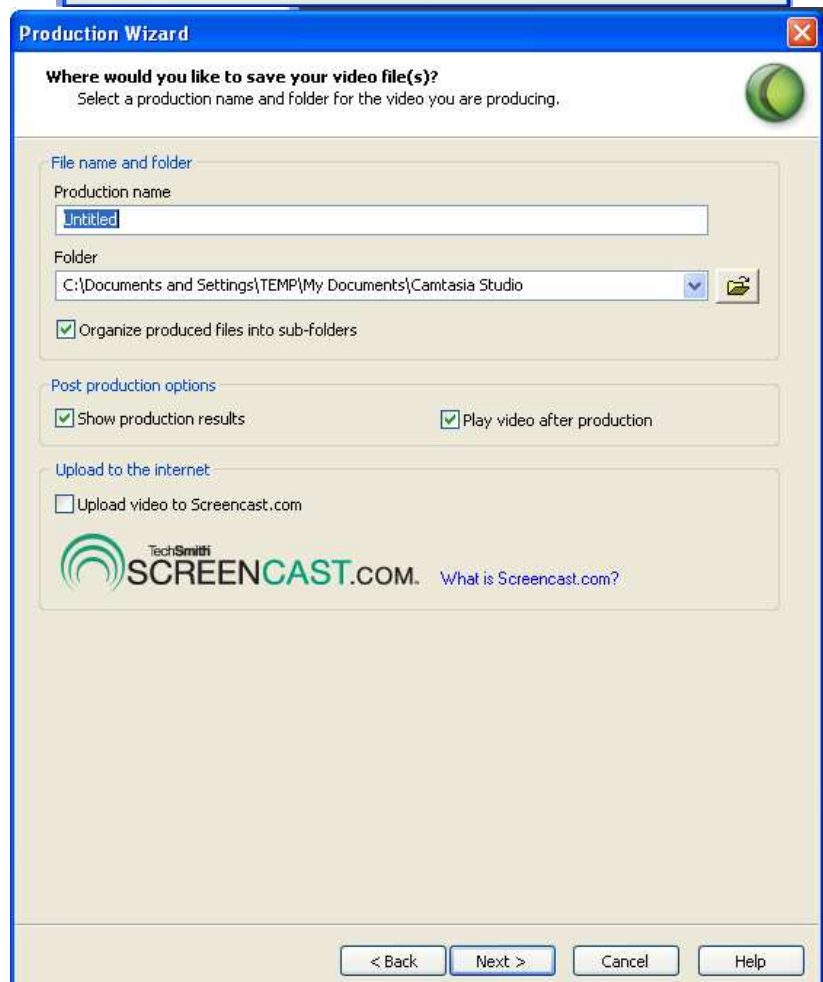 Production Wizard
Where would you like to save your video file(s)?
Select a production name and folder for the video you are producing.
File name and folder
Production name
Untitled
Folder
C:\Documents and Settings\TEMP\My Documents\Camtasia Studio
Organize produced files into sub-folders
Post production options
Show production results
Play video after production
Upload to the internet
Upload video to Screencast.com
TechSmith
SCREENCAST.COM.
What is Screencast.com?
< Back
Next >
Cancel
Help